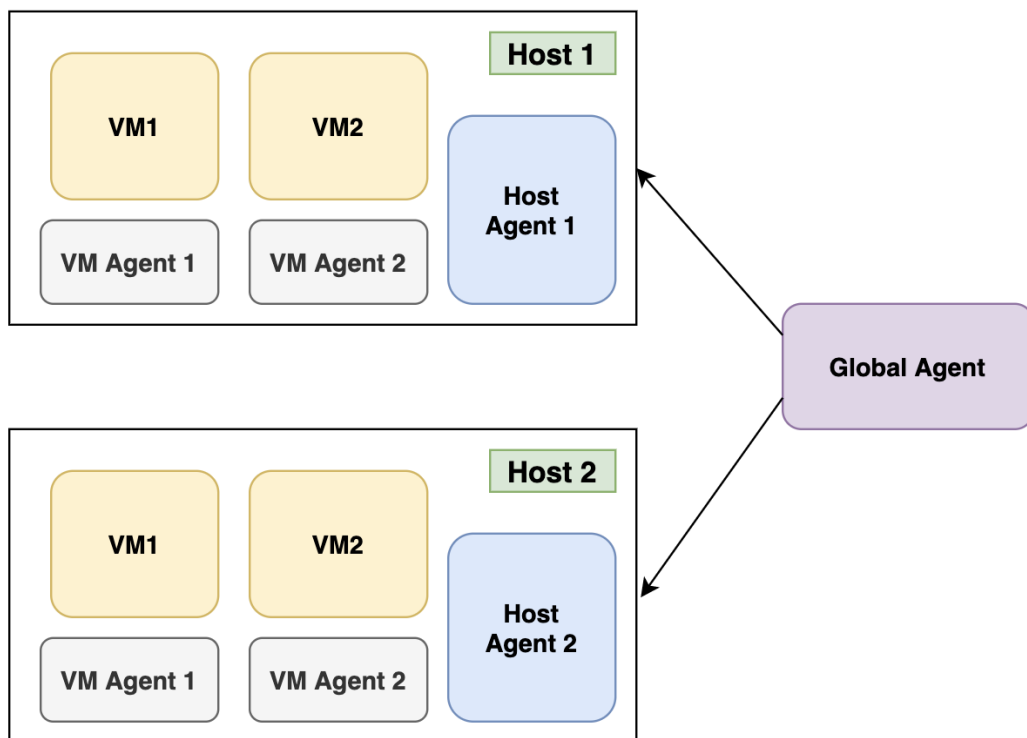 Host 1
VM1
VM2
Host
Agent 1
VM Agent 1
VM Agent 2
Global Agent
Host 2
VM1
VM2
Host
Agent 2
VM Agent 1
VM Agent 2